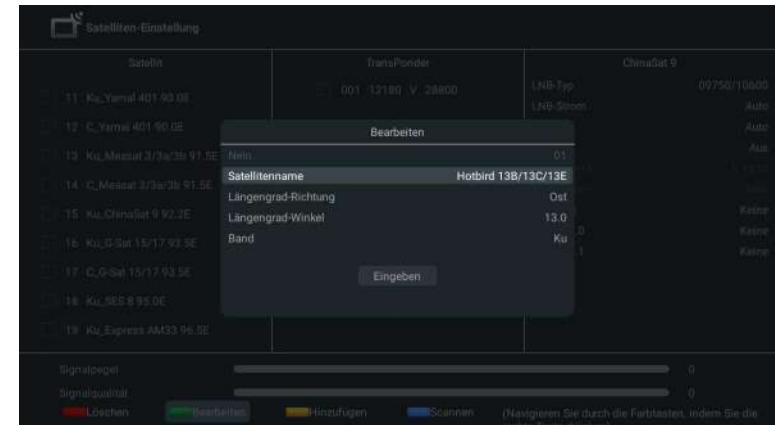 Satelliten-Einstellung
Satellit
TransPonder
ChinaSat 9
11 Ku_Yamal 401 90.0E
12 C_Yamal 401 90.0E
13 Ku_Measat 3/3a/3b 91.5E
14 C_Measat 3/3a/3b 91.5E
15 Ku_ChinaSat 9 92.2E
16 Ku_G-Sat 15/17 93.5E
17 C_G-Sat 15/17 93.5E
18 Ku_SES 8 95.0E
19 Ku_Express AM33 96.5E
001 12180 V 28800
LNB-Typ 09750/10600
LNB-Strom Auto
Auto
Aus
Keine
.0 Keine
.1 Keine
Bearbeiten
Nein 01
Satellitenname Hotbird 13B/13C/13E
Längengrad-Richtung Ost
Längengrad-Winkel 13.0
Band Ku
Eingeben
Signalpegel 0
Signalqualität 0
Löschen Bearbeiten Hinzufügen Scannen (Navigieren Sie durch die Farbtasten, indem Sie die